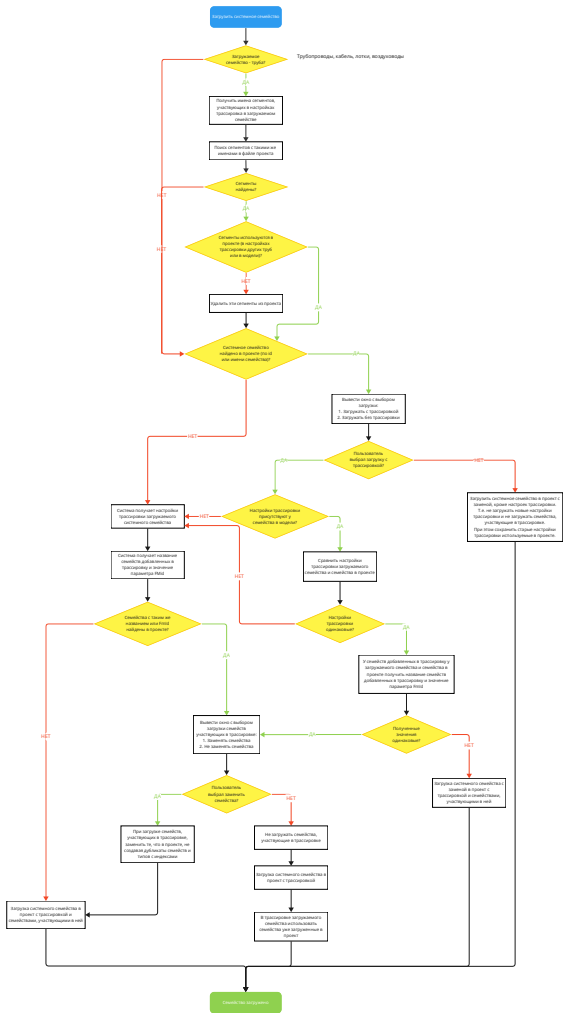 Загрузить системное семейство
Загружаемое
семейство - труба?
Трубопроводы, кабель, лотки, воздуховоды
ДА
Получить имена сегментов,
участвующих в настройках
трассировка в загружаемом
семействе
Поиск сегментов с такими же
именами в файле проекта
Сегменты
найдены?
НЕТ
ДА
Сегменты используются в
проекте (в настройках
трассировки других труб
или в модели)?
НЕТ
НЕТ
ДА
Удалить эти сегменты из проекта
Системное семейство
найдено в проекте (по id
или имени семейства)?
ДА
Вывести окно с выбором
загрузки:
1. Загружать с трассировкой
2. Загружать без трассировки
НЕТ
Пользователь
выбрал загрузку с
трассировкой?
ДА
НЕТ
Загрузить системное семейство в проект с
заменой, кроме настроек трассировки.
Т.е. не загружать новые настройки
трассировки и не загружать семейства,
участвующие в трассировке.
При этом сохранить старые настройки
трассировки используемые в проекте.
Система получает настройки
трассировки загружаемого
системного семейства
НЕТ
Настройки трассировки
присутствуют у
семейства в модели?
ДА
Система получает название
семейств добавленных в
трассировку и значение
параметра FMId
Сравнить настройки
трассировки загружаемого
семейства и семейства в проекте
НЕТ
Семейства с таким же
названием или FmId
найдены в проекте?
Настройки
трассировки
одинаковые?
ДА
ДА
У семейств добавленных в трассировку у
загружаемого семейства и семейства в
проекте получить название семейств
добавленных в трассировку и значение
параметра FmId
Вывести окно с выбором
загрузки семейств
участвующих в трассировке:
1. Заменять семейства
2. Не заменять семейства
НЕТ
ДА
Полученные
значения
одинаковые?
НЕТ
Пользователь
выбрал заменить
семейства?
Загрузка системного семейства с
заменой в проект с
трассировкой и семействами,
участвующими в ней
ДА
НЕТ
При загрузке семейств,
участвующих в трассировке,
заменить те, что в проекте, не
создавая дубликаты семейств и
типов с индексами
Не загружать семейства,
участвующие в трассировке
Загрузка системного семейства в
проект с трассировкой
Загрузка системного семейства в
проект с трассировкой и
семействами, участвующими в ней
В трассировке загружаемого
семейства использовать
семейства уже загруженные в
проект
Семейство загружено